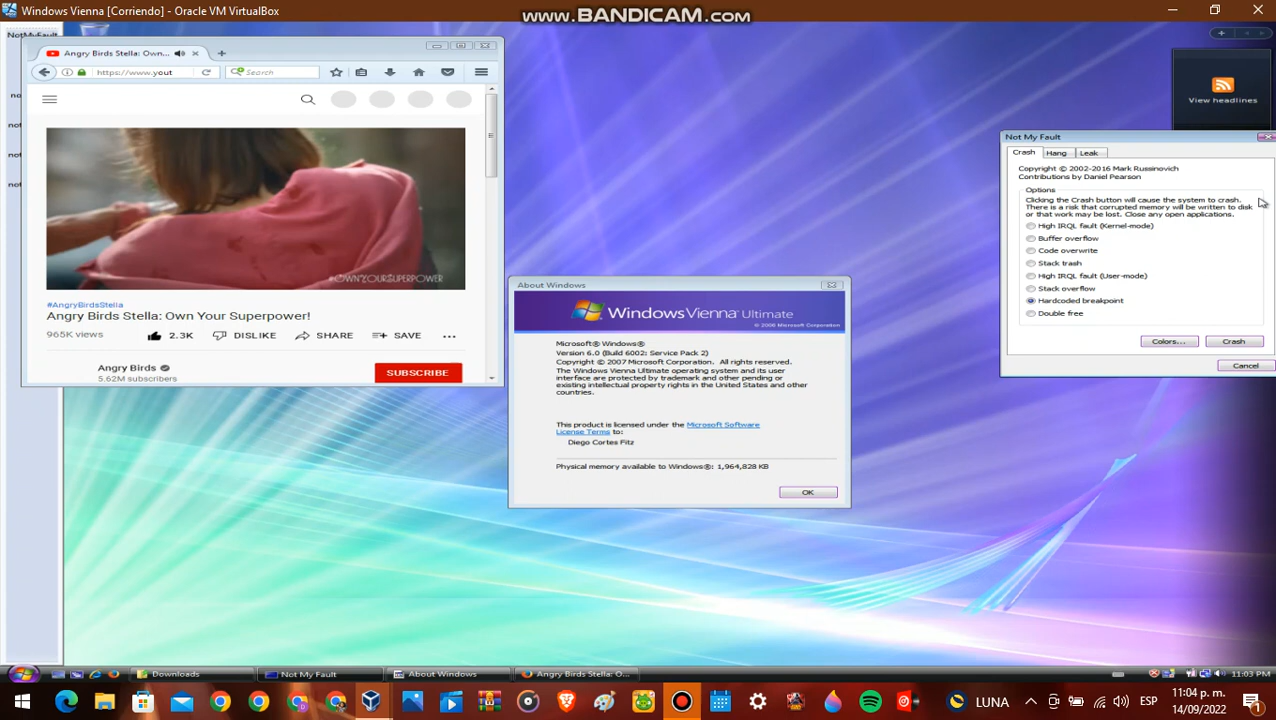 Windows Vienna [Corriendo] - Oracle VM VirtualBox
www.BANDICAM.com
NotMyFault
Angry Birds Stella: Own...
https://www.yout
Search
#AngryBirdsStella
Angry Birds Stella: Own Your Superpower!
965K views
2.3K
DISLIKE
SHARE
SAVE
Angry Birds
5.62M subscribers
SUBSCRIBE
#OWNYOURSUPERPOWER
not
not
not
not
View headlines
Not My Fault
Crash
Hang
Leak
Copyright © 2002-2016 Mark Russinovich
Contributions by Daniel Pearson
Options
Clicking the Crash button will cause the system to crash.
There is a risk that corrupted memory will be written to disk
or that work may be lost. Close any open applications.
High IRQL fault (Kernel-mode)
Buffer overflow
Code overwrite
Stack trash
High IRQL fault (User-mode)
Stack overflow
Hardcoded breakpoint
Double free
Colors...
Crash
Cancel
About Windows
Windows Vienna Ultimate
© 2006 Microsoft Corporation
Microsoft® Windows®
Version 6.0 (Build 6002: Service Pack 2)
Copyright © 2007 Microsoft Corporation. All rights reserved.
The Windows Vienna Ultimate operating system and its user
interface are protected by trademark and other pending or
existing intellectual property rights in the United States and other
countries.
This product is licensed under the Microsoft Software
License Terms to:
Diego Cortes Fitz
Physical memory available to Windows®: 1,964,828 KB
OK
Downloads
Not My Fault
About Windows
Angry Birds Stella: O...
11:03 PM
LUNA
ESP
11:04 p. m.
14/09/2022